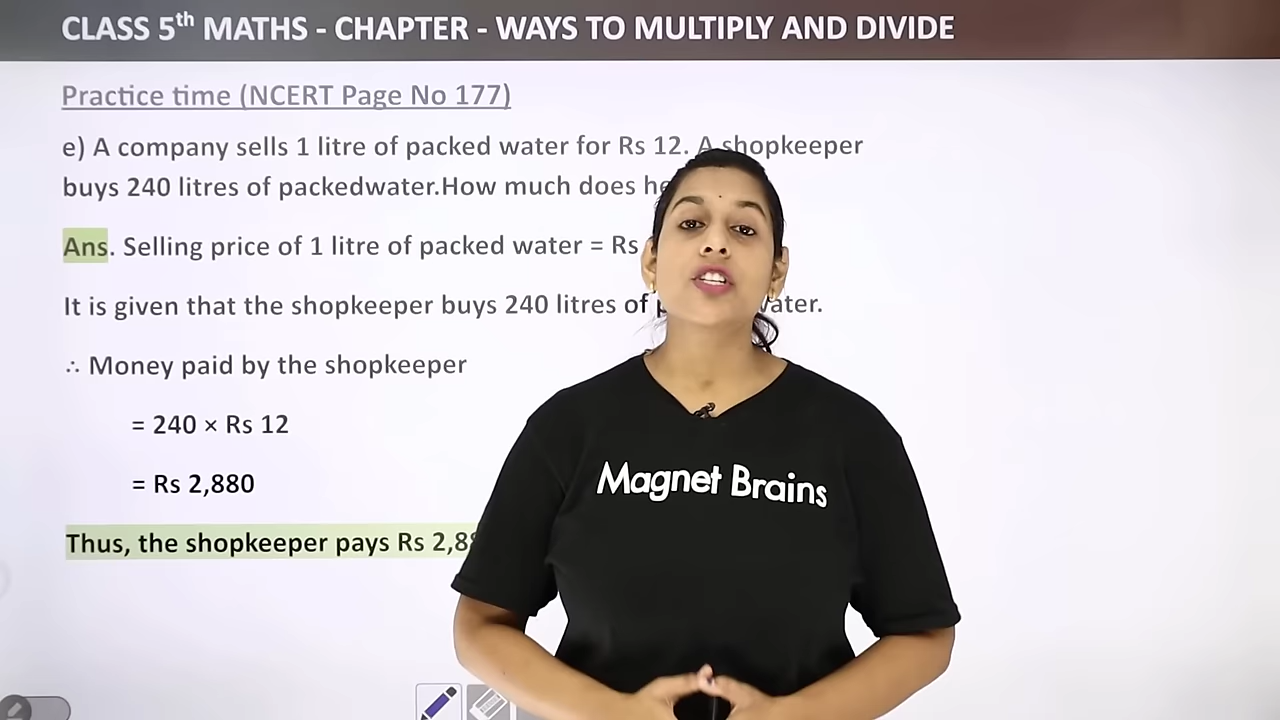 CLASS 5th MATHS - CHAPTER - WAYS TO MULTIPLY AND DIVIDE
Practice time (NCERT Page No 177)
e) A company sells 1 litre of packed water for Rs 12. A shopkeeper
buys 240 litres of packedwater.How much does he
Ans. Selling price of 1 litre of packed water = Rs
It is given that the shopkeeper buys 240 litres of
∴ Money paid by the shopkeeper
= 240 × Rs 12
= Rs 2,880
Thus, the shopkeeper pays Rs
Magnet Brains